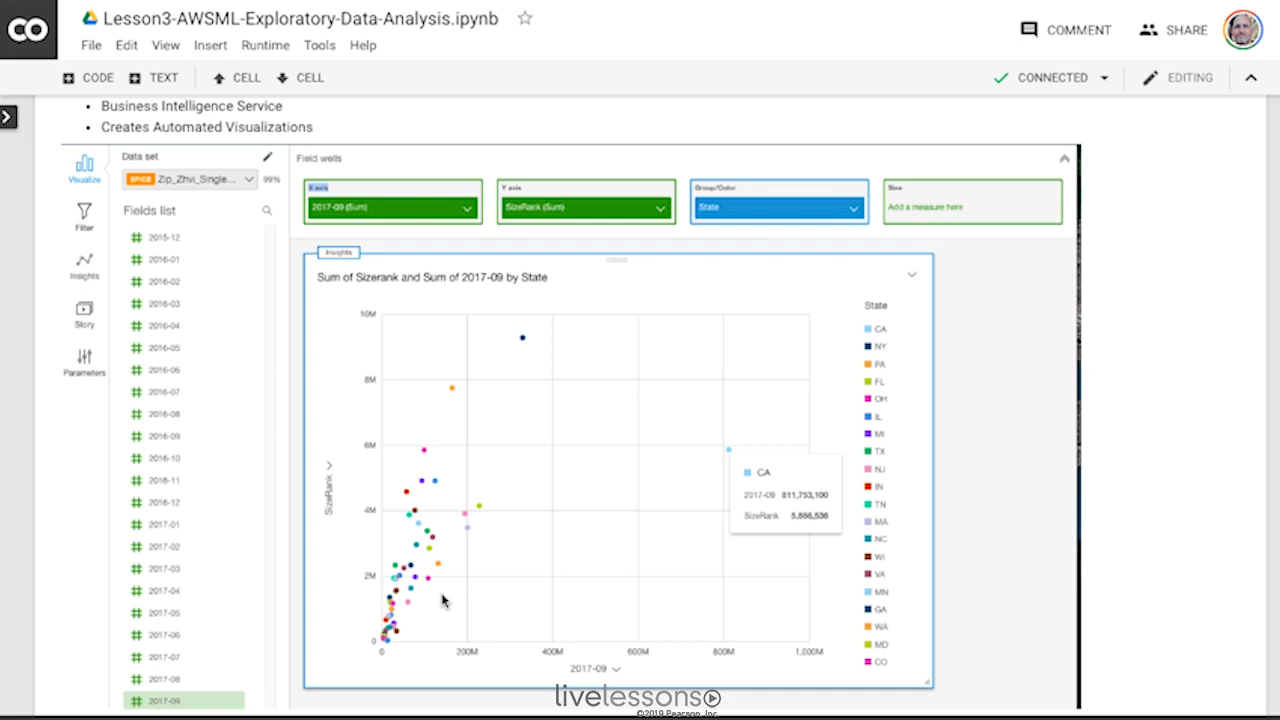 CO
Lesson3-AWSML-Exploratory-Data-Analysis.ipynb
COMMENT
SHARE
File Edit View Insert Runtime Tools Help
CODE TEXT CELL CELL
CONNECTED
EDITING
• Business Intelligence Service
• Creates Automated Visualizations
Visualize
Filter
Insights
Story
Parameters
Data set
SPICE Zip_Zhvi_Single... 99%
Fields list
2015-12
2016-01
2016-02
2016-03
2016-04
2016-05
2016-06
2016-07
2016-08
2016-09
2016-10
2016-11
2016-12
2017-01
2017-02
2017-03
2017-04
2017-05
2017-06
2017-07
2017-08
2017-09
Field wells
X axis
2017-09 (Sum)
Y axis
SizeRank (Sum)
Group/Color
State
Size
Add a measure here
Insights
Sum of Sizerank and Sum of 2017-09 by State
10M
8M
6M
4M
2M
0
SizeRank
0 200M 400M 600M 800M 1,000M
2017-09
CA
2017-09 811,753,100
SizeRank 5,866,536
State
CA
NY
PA
FL
OH
IL
MI
TX
NJ
IN
TN
MA
NC
WI
VA
MN
GA
WA
MD
CO
livelessons
©2019 Pearson, Inc.